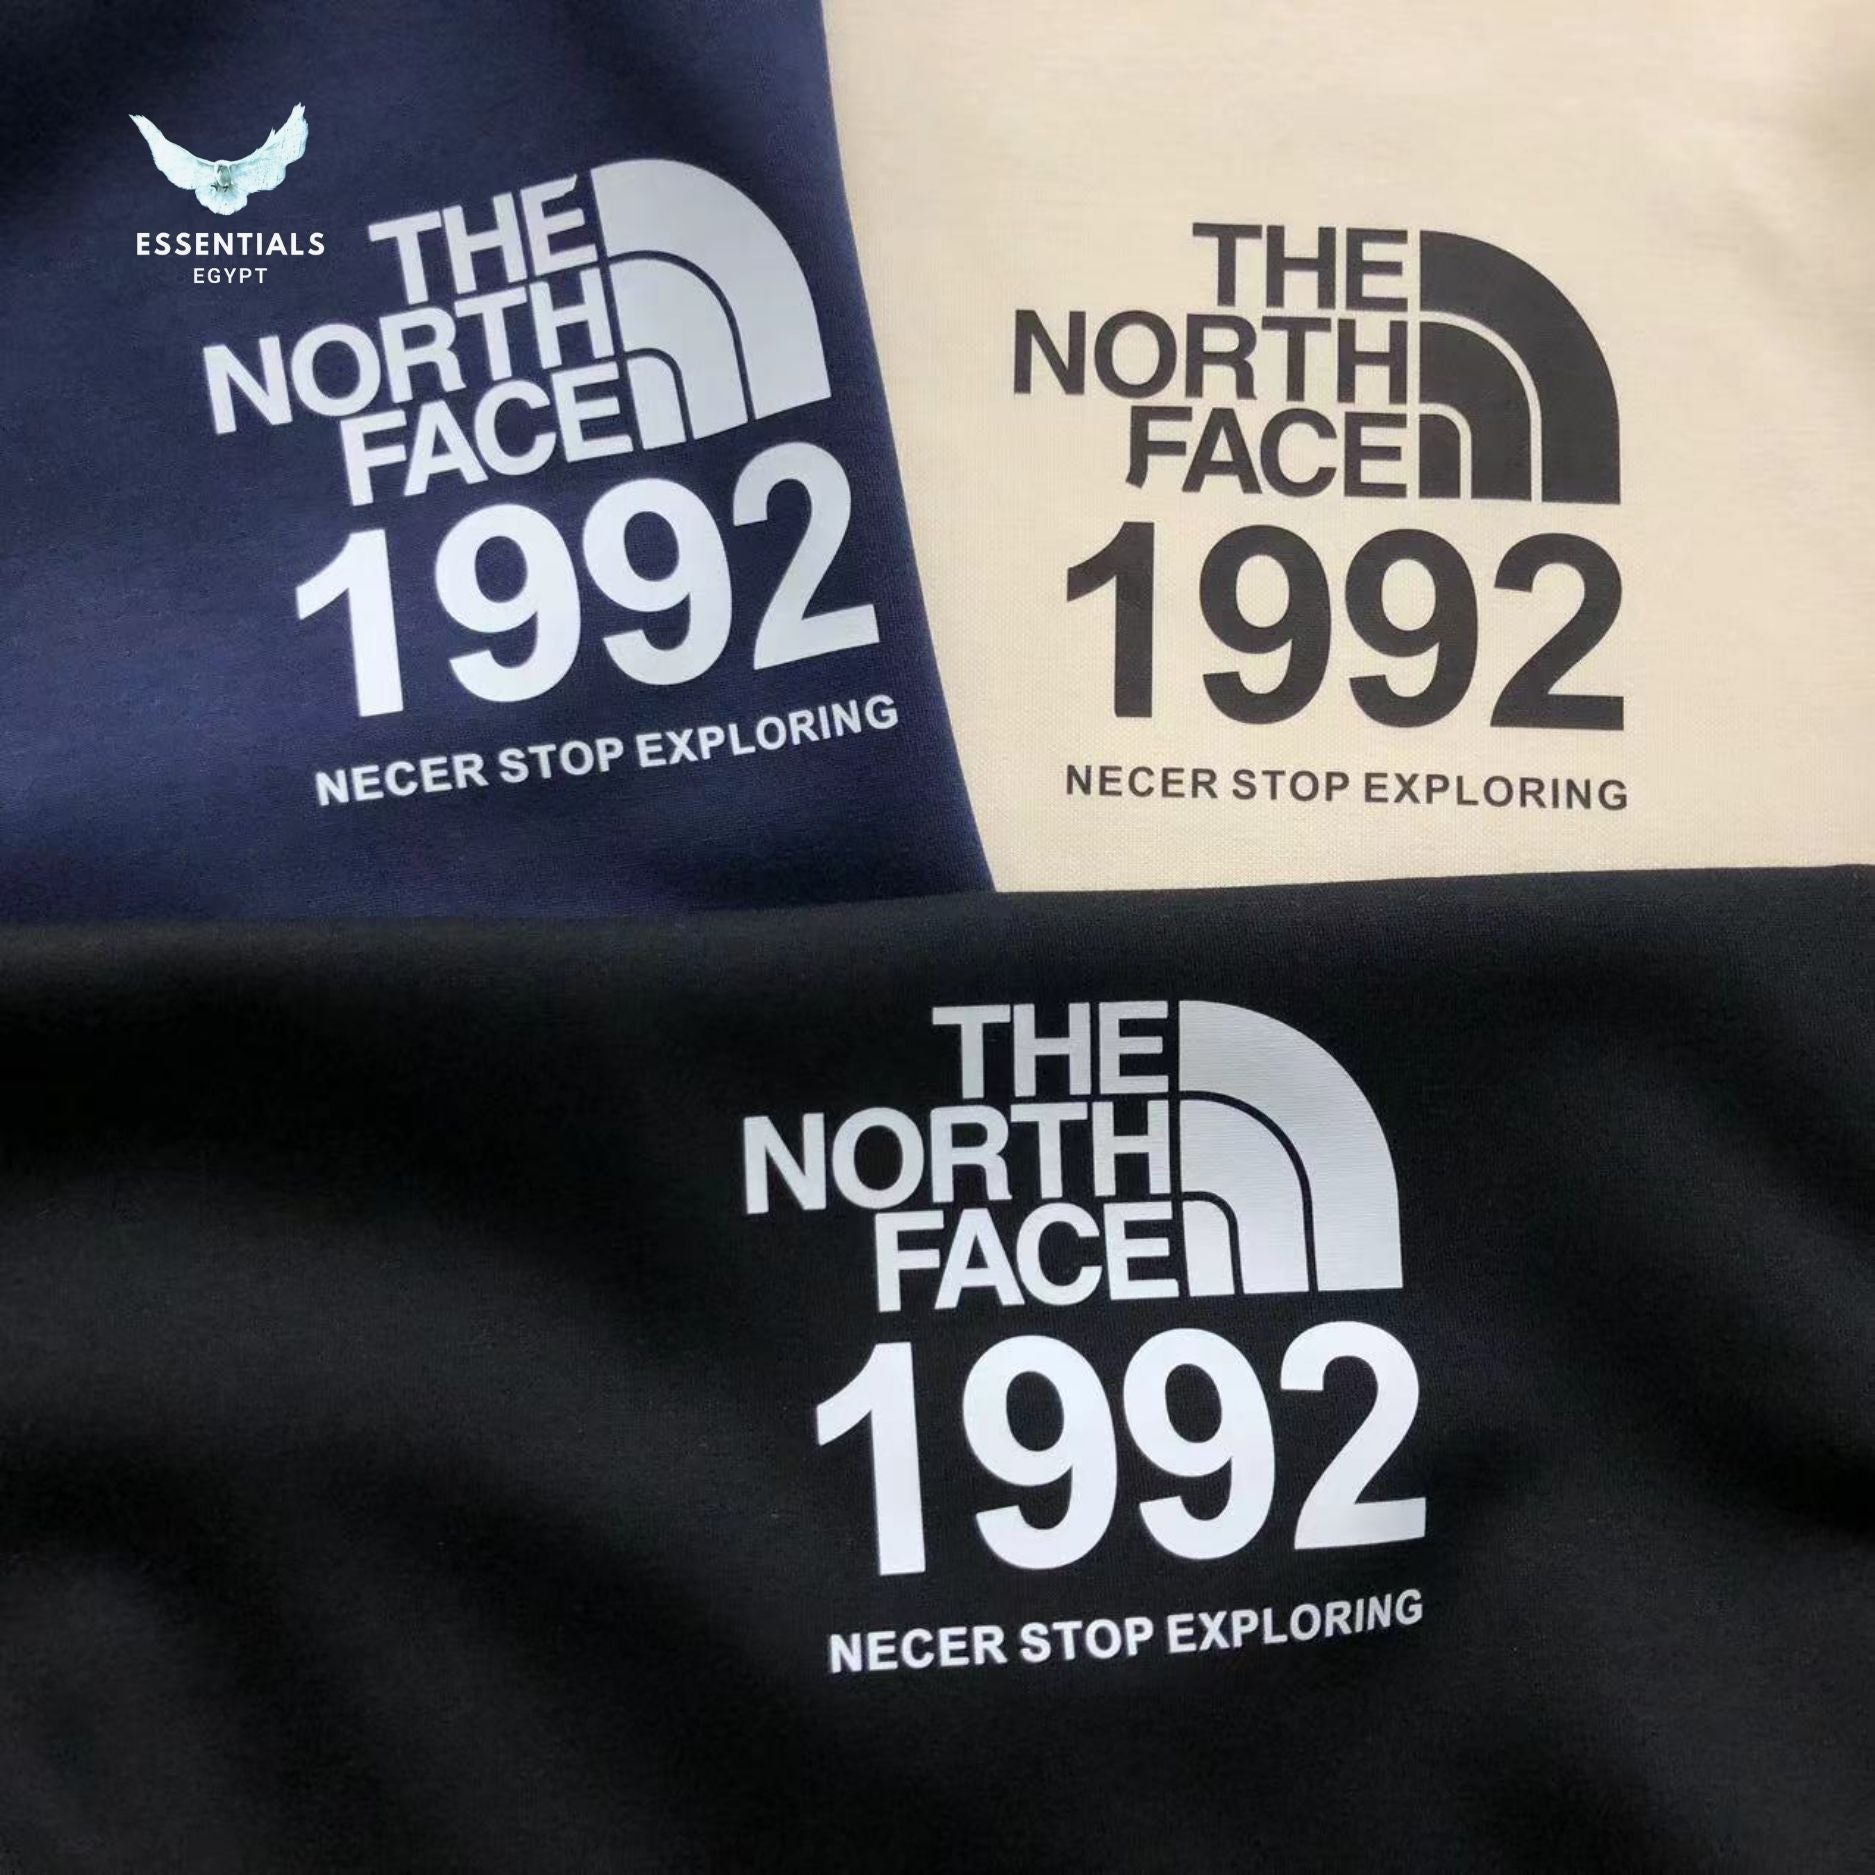 ESSENTIALS
EGYPT
THE
NORTH
FACE
1992
NECER STOP EXPLORING
THE
NORTH
FACE
1992
NECER STOP EXPLORING
THE
NORTH
FACE
1992
NECER STOP EXPLORING